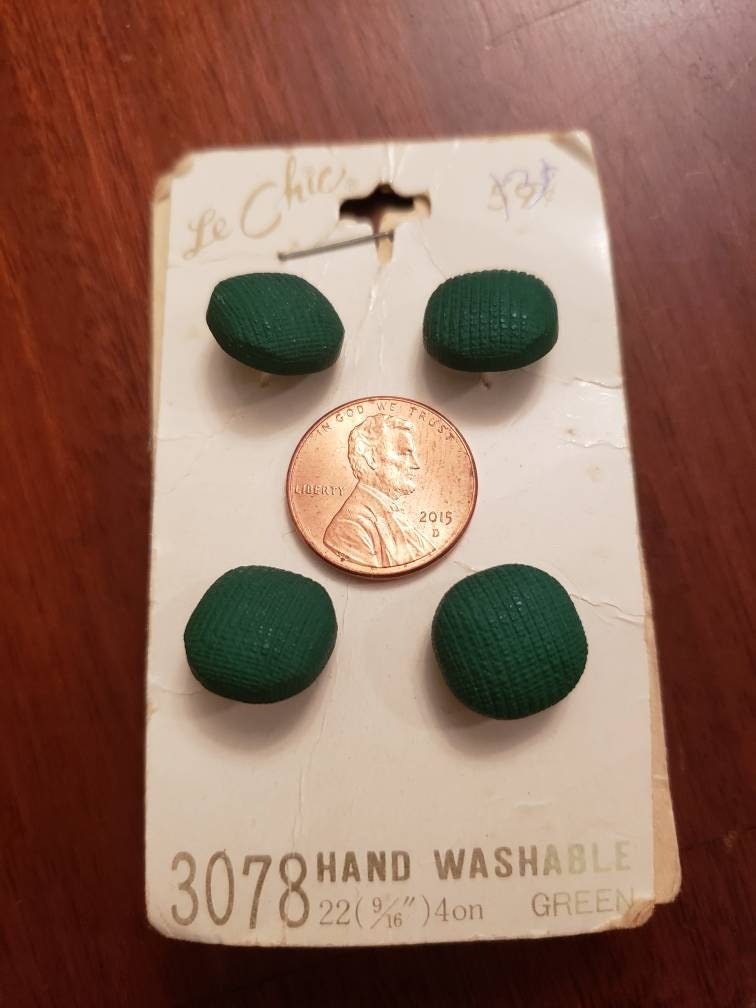 Le Chic
IN GOD WE TRUST
LIBERTY
2015
D
3078 HAND WASHABLE
22(9/16")4on GREEN